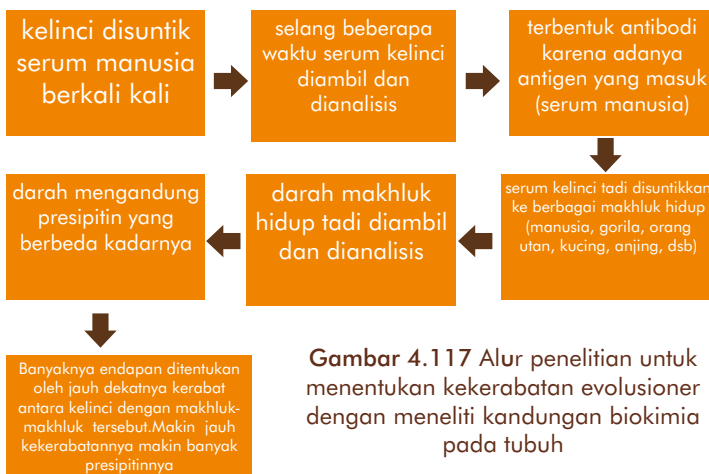 kelinci disuntik
serum manusia
berkali kali
selang beberapa
waktu serum kelinci
diambil dan
dianalisis
terbentuk antibodi
karena adanya
antigen yang masuk
(serum manusia)
serum kelinci tadi disuntikkan
ke berbagai makhluk hidup
(manusia, gorila, orang
utan, kucing, anjing, dsb)
darah makhluk
hidup tadi diambil
dan dianalisis
darah mengandung
presipitin yang
berbeda kadarnya
Banyaknya endapan ditentukan
oleh jauh dekatnya kerabat
antara kelinci dengan makhluk-
makhluk tersebut.Makin jauh
kekerabatannya makin banyak
presipitinnya
Gambar 4.117 Alur penelitian untuk
menentukan kekerabatan evolusioner
dengan meneliti kandungan biokimia
pada tubuh